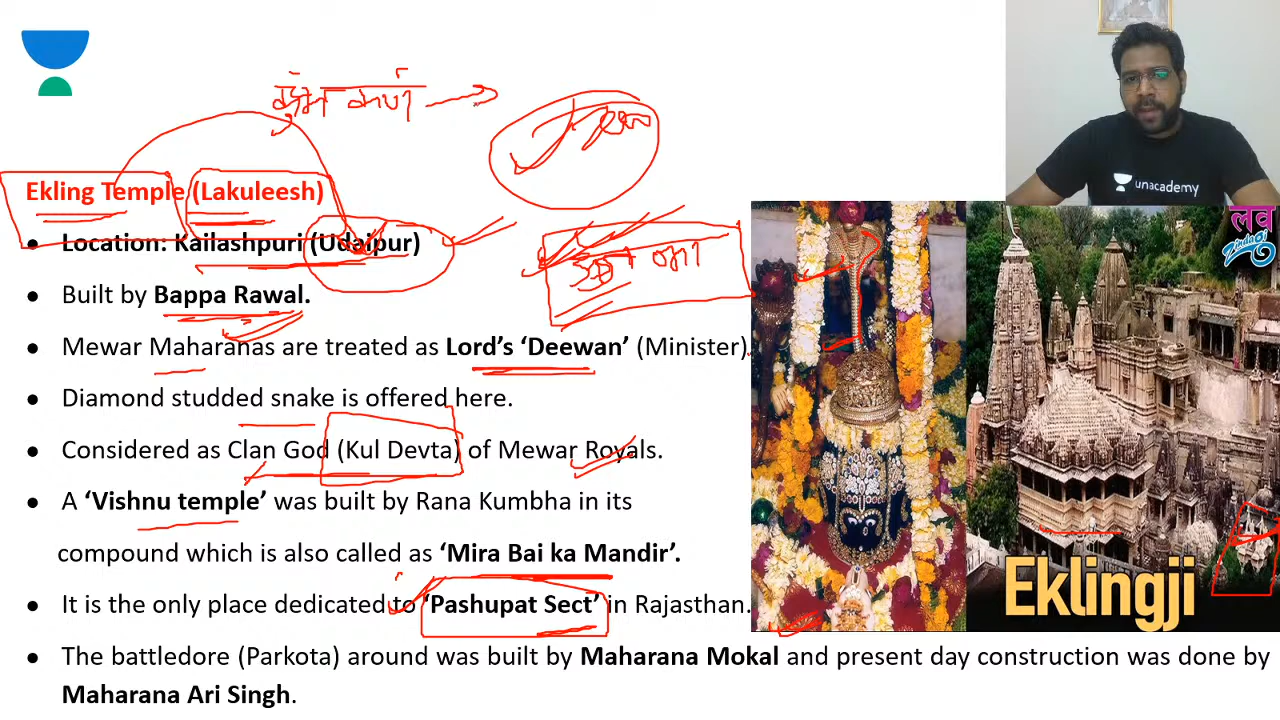 unacademy
Ekling Temple (Lakuleesh)
● Location: Kailashpuri (Udaipur)
● Built by Bappa Rawal.
● Mewar Maharanas are treated as Lord's ‘Deewan’ (Minister).
● Diamond studded snake is offered here.
● Considered as Clan God (Kul Devta) of Mewar Royals.
● A ‘Vishnu temple’ was built by Rana Kumbha in its
compound which is also called as ‘Mira Bai ka Mandir’.
● It is the only place dedicated to ‘Pashupat Sect’ in Rajasthan.
● The battledore (Parkota) around was built by Maharana Mokal and present day construction was done by
Maharana Ari Singh.
लव
Zindagi
Eklingji